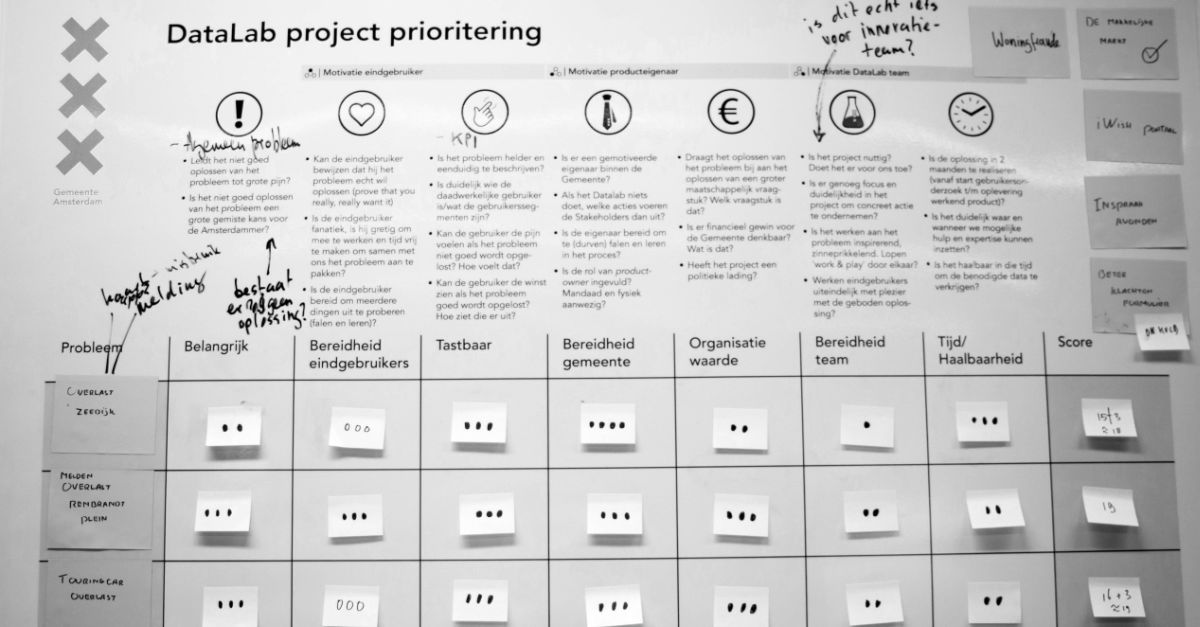 DataLab project prioritering
is dit echt iets
voor innovatie-
team?
Woningfraude
DE MAKKELIJKE
MARKT
iWISH PORTAAL
INSPRAAK
AVONDEN
BETER
KLACHTEN
FORMULIER
Gemeente
Amsterdam
Motivatie eindgebruiker
Motivatie producteigenaar
Motivatie DataLab team
- Algemeen probleem
• Leidt het niet goed
oplossen van het
probleem tot grote pijn?
• Is het niet goed oplossen
van het probleem een
grote gemiste kans voor
de Amsterdammer?
bestaat
er nog geen
oplossing?
misbruik
melding
• Kan de eindgebruiker
bewijzen dat hij het
probleem echt wil
oplossen (prove that you
really, really want it)
• Is de eindgebruiker
fanatiek, is hij gretig om
mee te werken en tijd vrij
te maken om samen met
ons het probleem aan te
pakken?
• Is de eindgebruiker
bereid om meerdere
dingen uit te proberen
(falen en leren)?
- KPI
• Is het probleem helder en
eenduidig te beschrijven?
• Is duidelijk wie de
daadwerkelijke gebruiker
is/wat de gebruikersseg-
menten zijn?
• Kan de gebruiker de pijn
voelen als het probleem
niet goed wordt opge-
lost? Hoe voelt dat?
• Kan de gebruiker de winst
zien als het probleem
goed wordt opgelost?
Hoe ziet die er uit?
• Is er een gemotiveerde
eigenaar binnen de
Gemeente?
• Als het Datalab niets
doet, welke acties voeren
de Stakeholders dan uit?
• Is de eigenaar bereid om
te (durven) falen en leren
in het proces?
• Is de rol van product-
owner ingevuld?
Mandaad en fysiek
aanwezig?
• Draagt het oplossen van
het probleem bij aan het
oplossen van een groter
maatschappelijk vraag-
stuk? Welk vraagstuk is
dat?
• Is er financieel gewin voor
de Gemeente denkbaar?
Wat is dat?
• Heeft het project een
politieke lading?
• Is het project nuttig?
Doet het er voor ons toe?
• Is er genoeg focus en
duidelijkheid in het
project om concreet actie
te ondernemen?
• Is het werken aan het
probleem inspirerend,
zinneprikkelend. Lopen
'work & play' door elkaar?
• Werken eindgebruikers
uiteindelijk met plezier
met de geboden oplos-
sing?
• Is de oplossing in 2
maanden te realiseren
(vanaf start gebruikerson-
derzoek t/m oplevering
werkend product)?
• Is het duidelijk waar en
wanneer we mogelijke
hulp en expertise kunnen
inzetten?
• Is het haalbaar in die tijd
om de benodigde data te
verkrijgen?
Probleem
Belangrijk
Bereidheid
eindgebruikers
Tastbaar
Bereidheid
gemeente
Organisatie
waarde
Bereidheid
team
Tijd/
Haalbaarheid
Score
OVERLAST
ZEEDIJK
15+3
≥18
MELDEN
OVERLAST
REMBRANDT
PLEIN
19
TOURINGCAR
OVERLAST
16+3
≥19